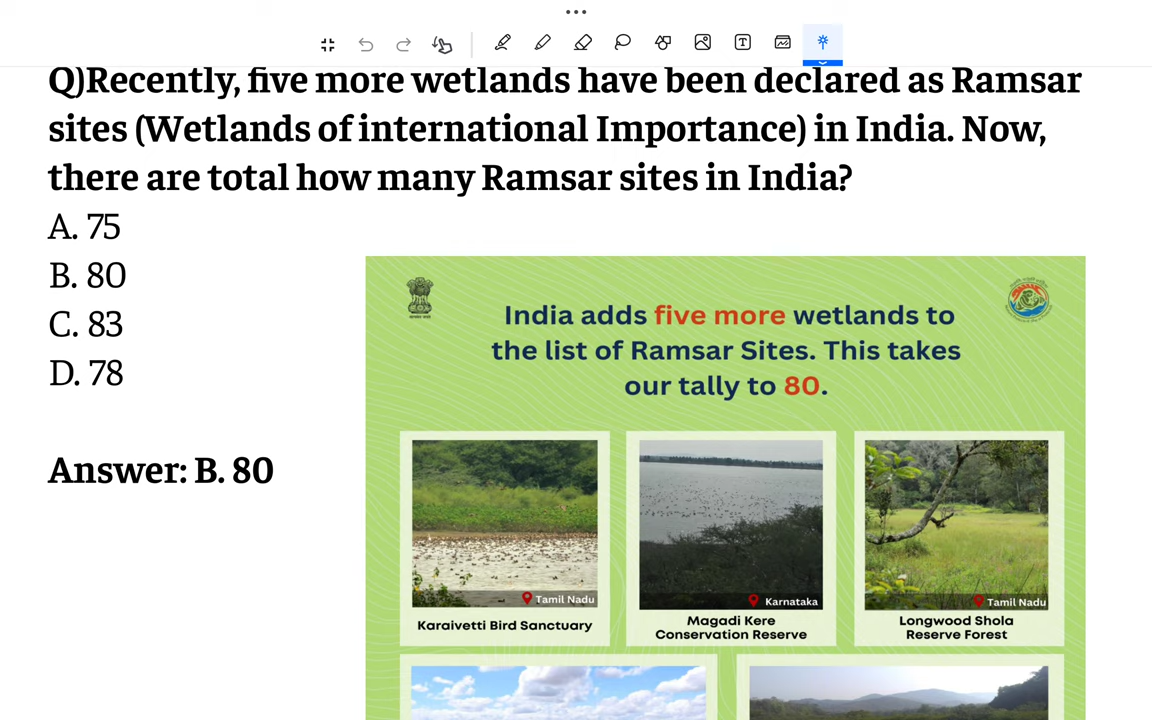 Q)Recently, five more wetlands have been declared as Ramsar
sites (Wetlands of international Importance) in India. Now,
there are total how many Ramsar sites in India?
A. 75
B. 80
C. 83
D. 78
Answer: B. 80
India adds five more wetlands to
the list of Ramsar Sites. This takes
our tally to 80.
Tamil Nadu
Karaivetti Bird Sanctuary
Karnataka
Magadi Kere
Conservation Reserve
Tamil Nadu
Longwood Shola
Reserve Forest